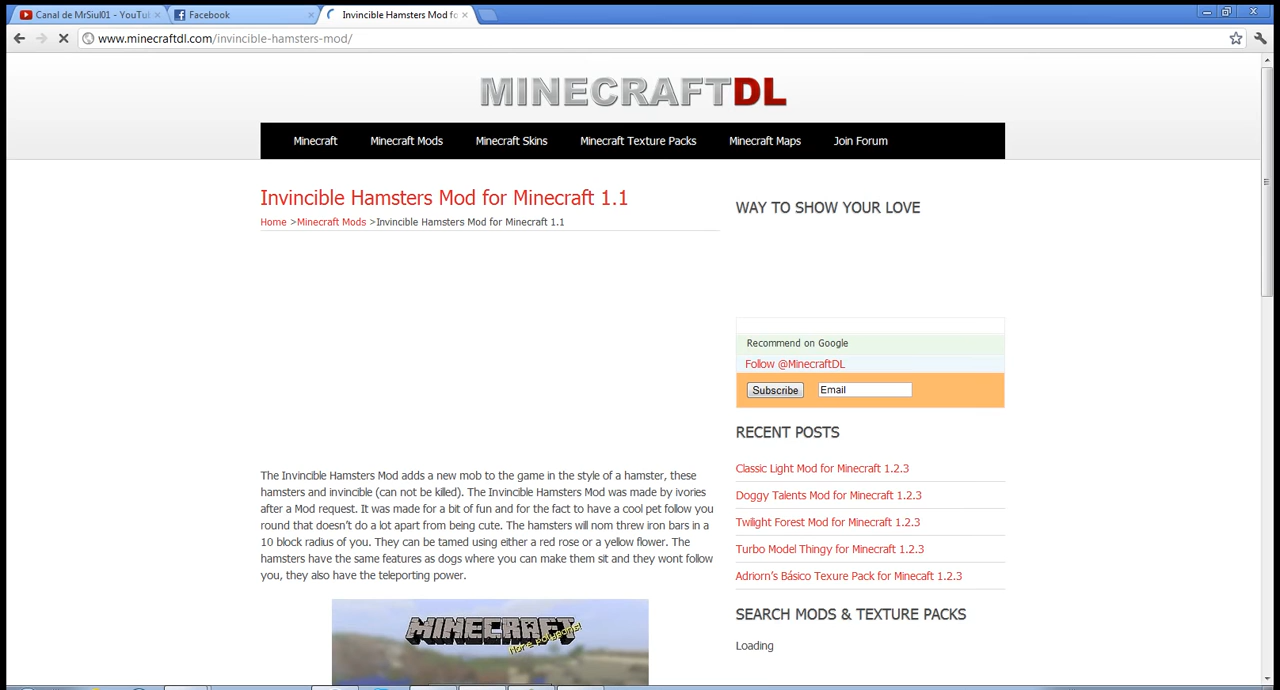 Canal de MrSiul01 - YouTu
Facebook
Invincible Hamsters Mod fo
www.minecraftdl.com/invincible-hamsters-mod/
MINECRAFTDL
Minecraft
Minecraft Mods
Minecraft Skins
Minecraft Texture Packs
Minecraft Maps
Join Forum
Invincible Hamsters Mod for Minecraft 1.1
Home >Minecraft Mods >Invincible Hamsters Mod for Minecraft 1.1
The Invincible Hamsters Mod adds a new mob to the game in the style of a hamster, these
hamsters and invincible (can not be killed). The Invincible Hamsters Mod was made by ivories
after a Mod request. It was made for a bit of fun and for the fact to have a cool pet follow you
round that doesn't do a lot apart from being cute. The hamsters will nom threw iron bars in a
10 block radius of you. They can be tamed using either a red rose or a yellow flower. The
hamsters have the same features as dogs where you can make them sit and they wont follow
you, they also have the teleporting power.
MINECRAFT
More polygons!
WAY TO SHOW YOUR LOVE
Recommend on Google
Follow @MinecraftDL
Subscribe
Email
RECENT POSTS
Classic Light Mod for Minecraft 1.2.3
Doggy Talents Mod for Minecraft 1.2.3
Twilight Forest Mod for Minecraft 1.2.3
Turbo Model Thingy for Minecraft 1.2.3
Adriorn's Básico Texure Pack for Minecaft 1.2.3
SEARCH MODS & TEXTURE PACKS
Loading